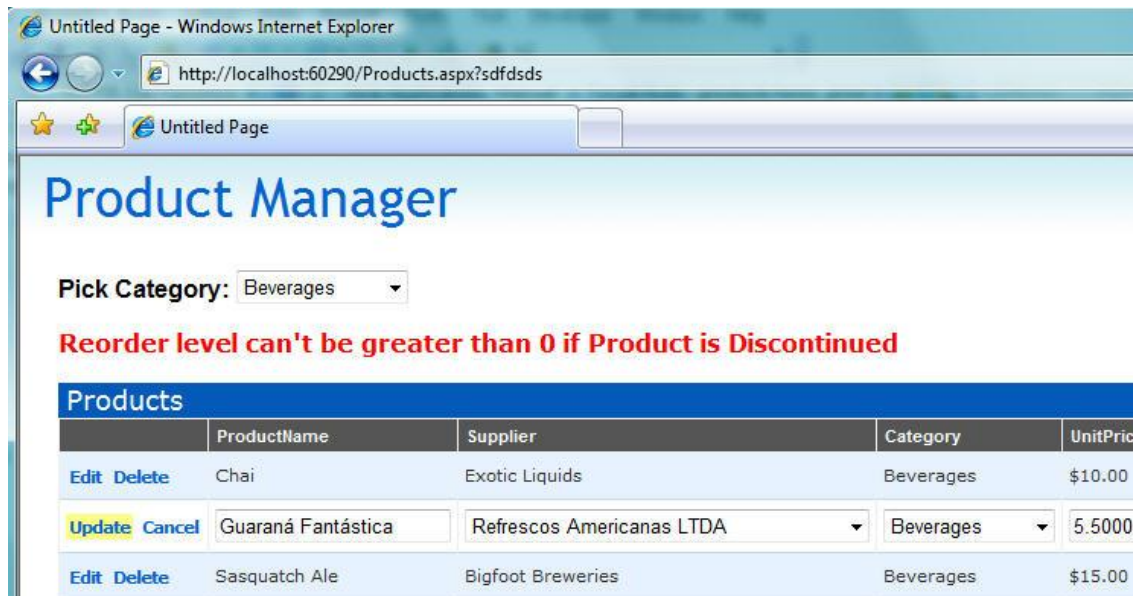 Untitled Page - Windows Internet Explorer
http://localhost:60290/Products.aspx?sdfdsds
Untitled Page
Product Manager
Pick Category: Beverages
Reorder level can't be greater than 0 if Product is Discontinued
Products
ProductName Supplier Category UnitPric
Edit Delete Chai Exotic Liquids Beverages $10.00
Update Cancel Guaraná Fantástica Refrescos Americanas LTDA Beverages 5.5000
Edit Delete Sasquatch Ale Bigfoot Breweries Beverages $15.00